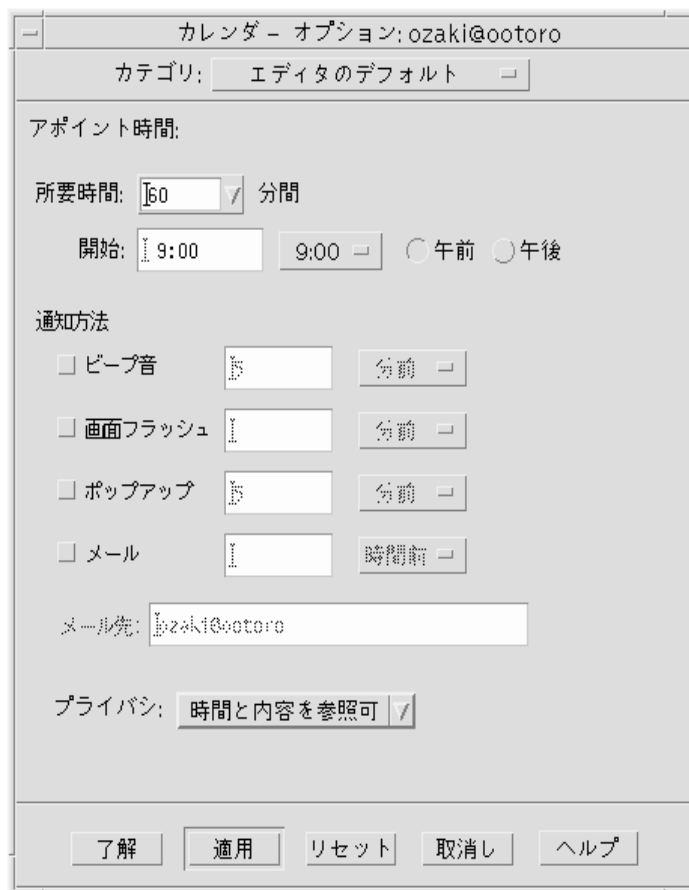 カレンダ − オプション: ozaki@ootoro
カテゴリ: エディタのデフォルト
アポイント時間:
所要時間: 60 分間
開始: 9:00 9:00 午前 午後
通知方法
ビープ音 5 分前
画面フラッシュ 分前
ポップアップ 5 分前
メール 時間前
メール先: ozaki@ootoro
プライバシ: 時間と内容を参照可
了解 適用 リセット 取消し ヘルプ